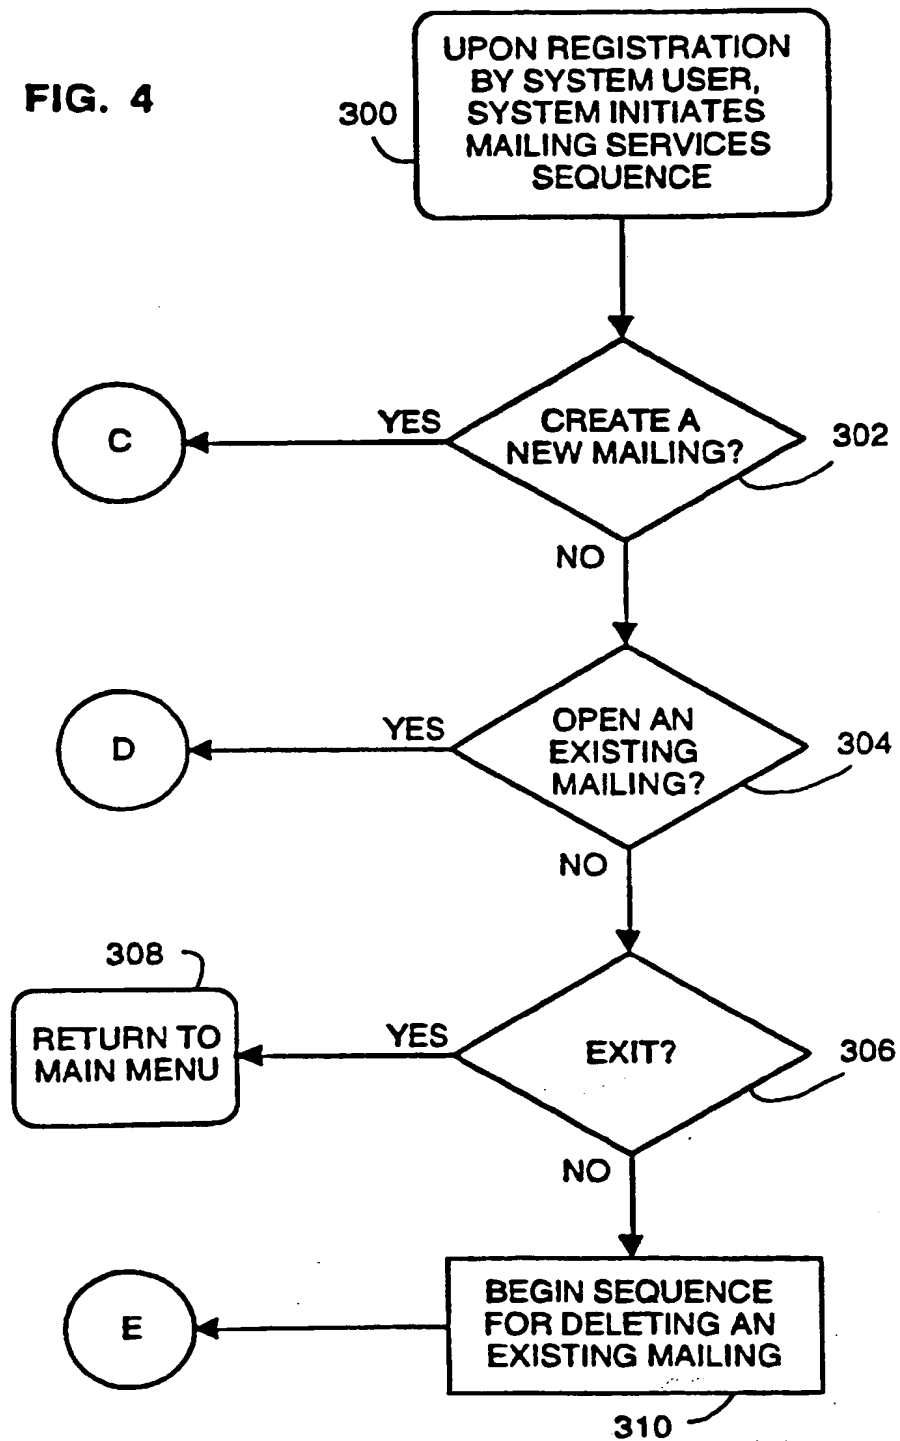 FIG. 4
300
UPON REGISTRATION
BY SYSTEM USER,
SYSTEM INITIATES
MAILING SERVICES
SEQUENCE
C
YES
CREATE A
NEW MAILING?
302
NO
D
YES
OPEN AN
EXISTING
MAILING?
304
NO
308
RETURN TO
MAIN MENU
YES
EXIT?
306
NO
E
BEGIN SEQUENCE
FOR DELETING AN
EXISTING MAILING
310